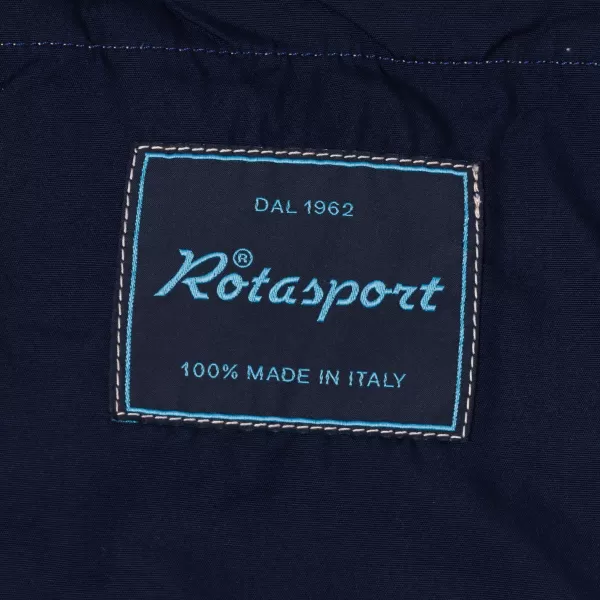 DAL 1962
Rotasport®
100% MADE IN ITALY